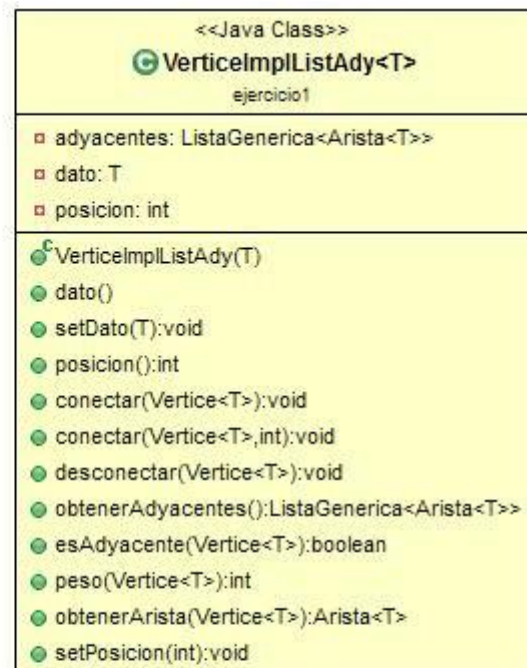 <<Java Class>>
VerticeImplListAdy<T>
ejercicio1
adyacentes: ListaGenerica<Arista<T>>
dato: T
posicion: int
VerticeImplListAdy(T)
dato()
setDato(T):void
posicion():int
conectar(Vertice<T>):void
conectar(Vertice<T>,int):void
desconectar(Vertice<T>):void
obtenerAdyacentes():ListaGenerica<Arista<T>>
esAdyacente(Vertice<T>):boolean
peso(Vertice<T>):int
obtenerArista(Vertice<T>):Arista<T>
setPosicion(int):void